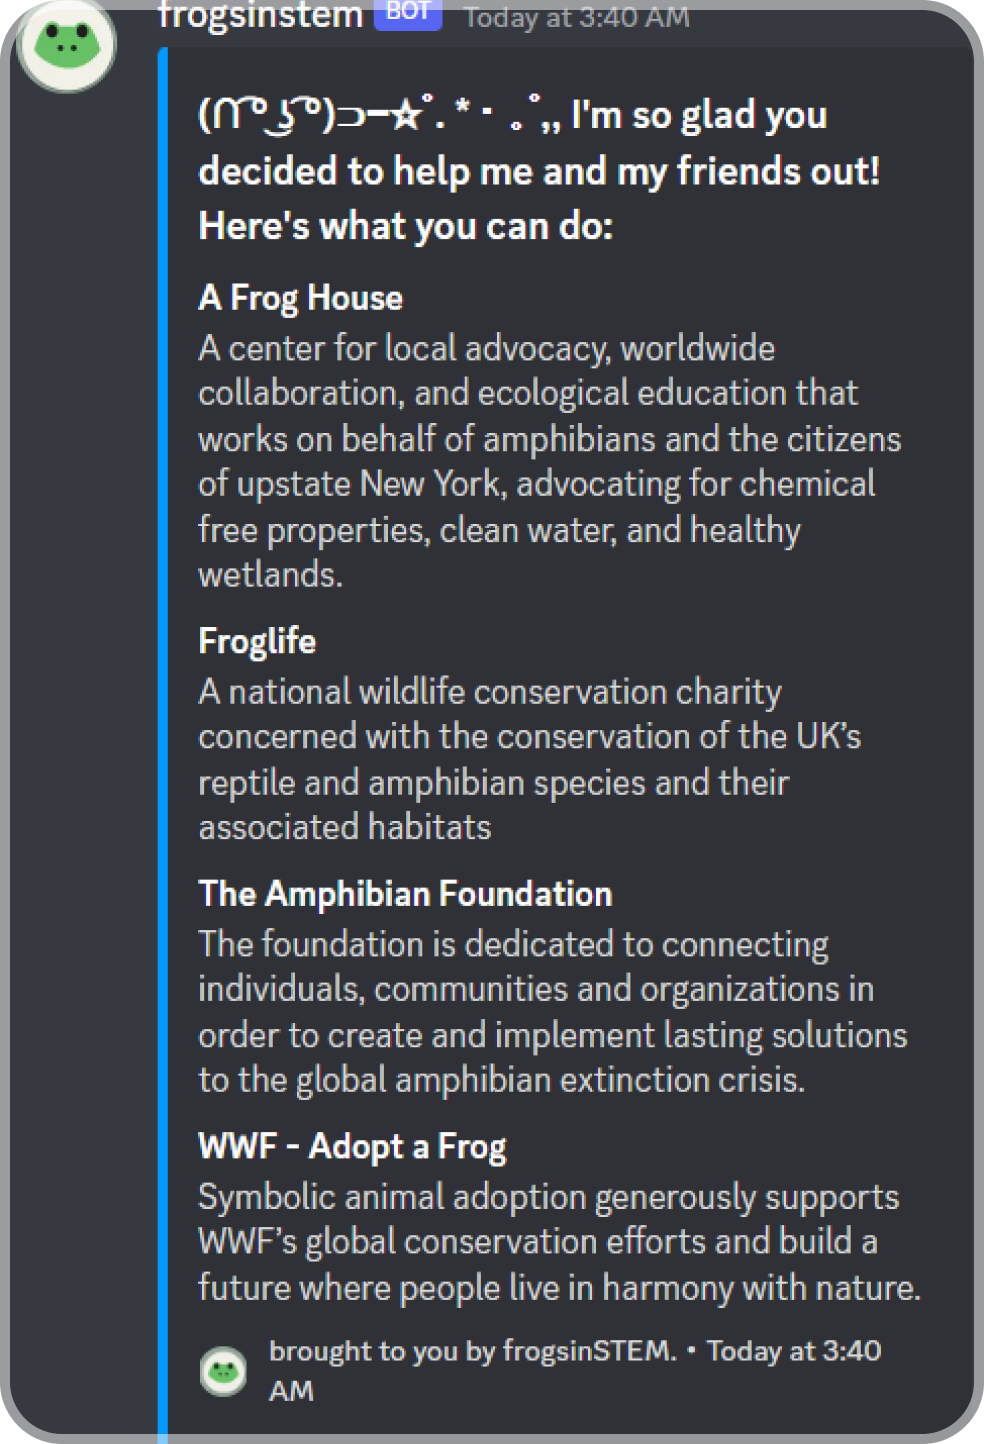 frogsinstem BOT Today at 3:40 AM
(∩ ͡° ͜ʖ ͡°)⊃━☆ﾟ. * ･ ｡ﾟ,, I'm so glad you
decided to help me and my friends out!
Here's what you can do:
A Frog House
A center for local advocacy, worldwide
collaboration, and ecological education that
works on behalf of amphibians and the citizens
of upstate New York, advocating for chemical
free properties, clean water, and healthy
wetlands.
Froglife
A national wildlife conservation charity
concerned with the conservation of the UK’s
reptile and amphibian species and their
associated habitats
The Amphibian Foundation
The foundation is dedicated to connecting
individuals, communities and organizations in
order to create and implement lasting solutions
to the global amphibian extinction crisis.
WWF - Adopt a Frog
Symbolic animal adoption generously supports
WWF’s global conservation efforts and build a
future where people live in harmony with nature.
brought to you by frogsinSTEM. • Today at 3:40
AM